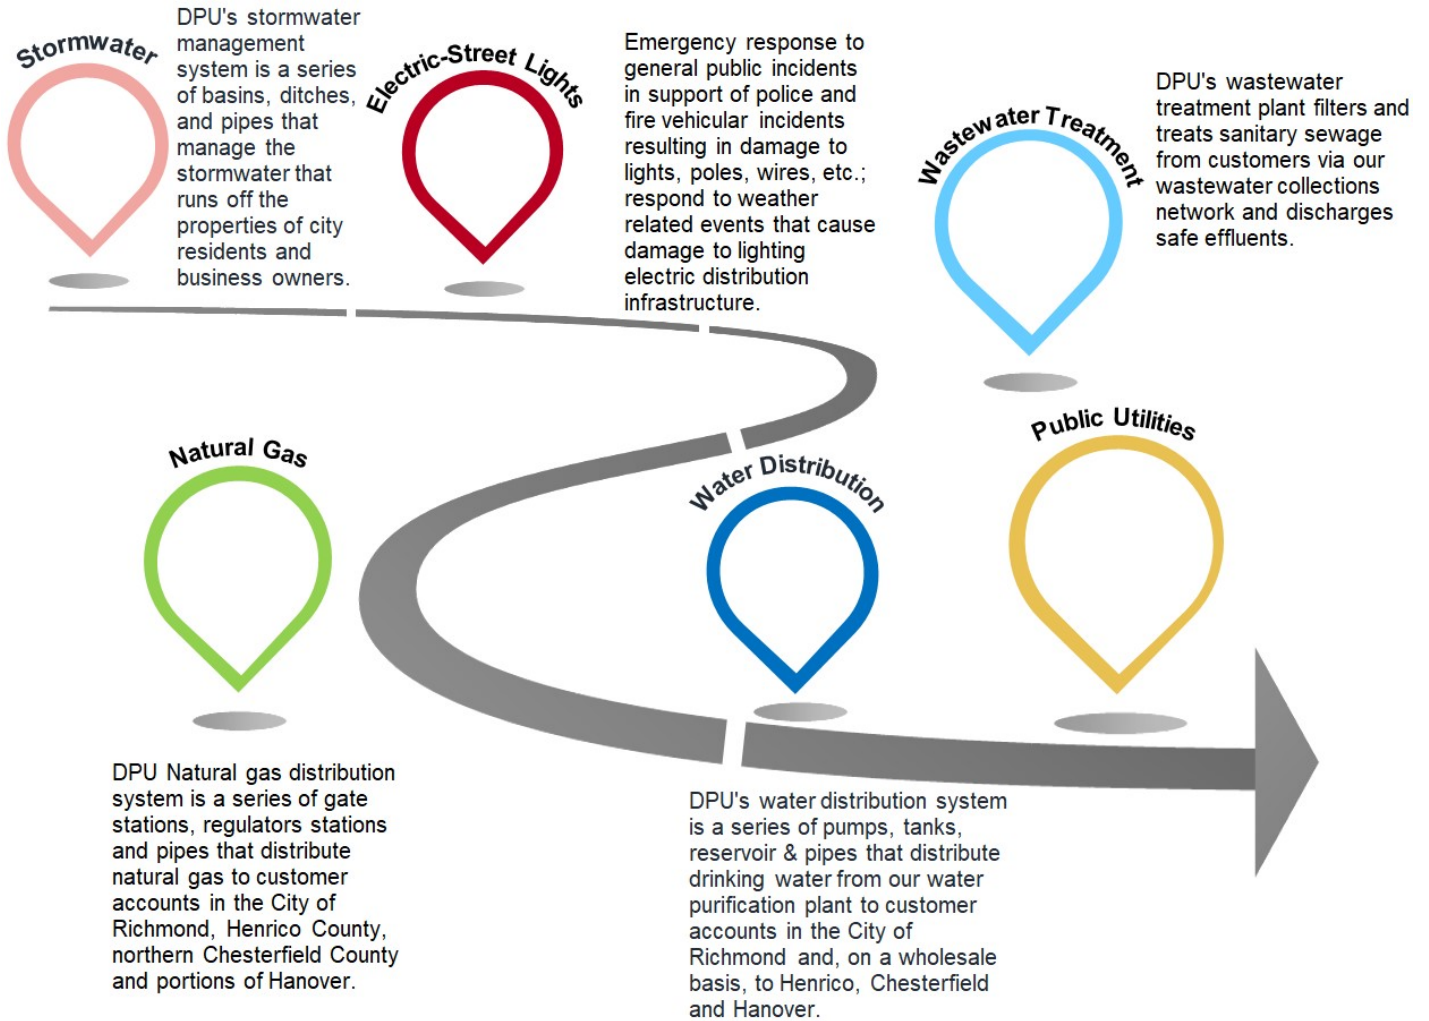 Stormwater
DPU's stormwater
management
system is a series
of basins, ditches,
and pipes that
manage the
stormwater that
runs off the
properties of city
residents and
business owners.
Electric-Street Lights
Emergency response to
general public incidents
in support of police and
fire vehicular incidents
resulting in damage to
lights, poles, wires, etc.;
respond to weather
related events that cause
damage to lighting
electric distribution
infrastructure.
Wastewater Treatment
DPU's wastewater
treatment plant filters and
treats sanitary sewage
from customers via our
wastewater collections
network and discharges
safe effluents.
Natural Gas
DPU Natural gas distribution
system is a series of gate
stations, regulators stations
and pipes that distribute
natural gas to customer
accounts in the City of
Richmond, Henrico County,
northern Chesterfield County
and portions of Hanover.
Water Distribution
DPU's water distribution system
is a series of pumps, tanks,
reservoir & pipes that distribute
drinking water from our water
purification plant to customer
accounts in the City of
Richmond and, on a wholesale
basis, to Henrico, Chesterfield
and Hanover.
Public Utilities